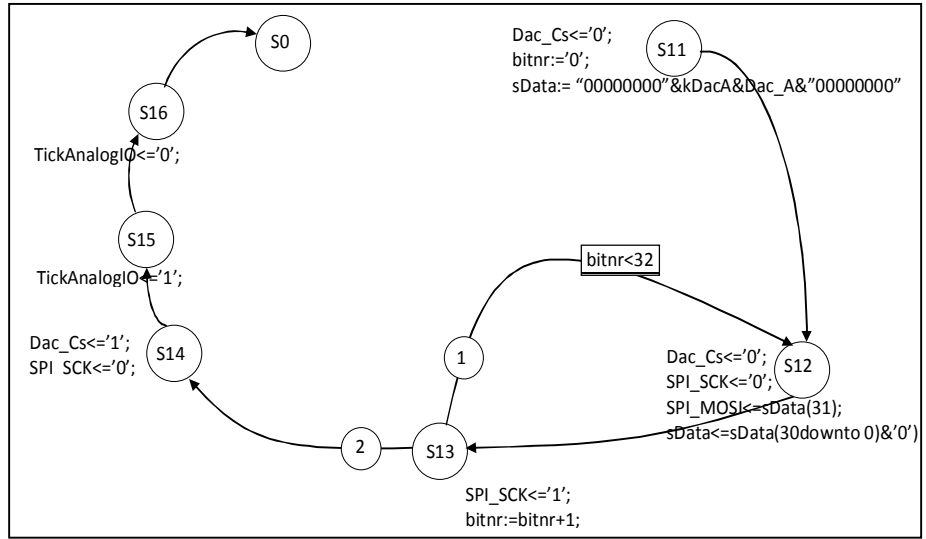 S0
S11
Dac_Cs<='0';
bitnr:='0';
sData:= "00000000"&kDacA&Dac_A&"00000000"
S16
TickAnalogIO<='0';
S15
TickAnalogIO<='1';
bitnr<32
Dac_Cs<='1';
SPI_SCK<='0';
S14
1
Dac_Cs<='0';
SPI_SCK<='0';
SPI_MOSI<=sData(31);
sData<=sData(30downto 0)&'0')
S12
2
S13
SPI_SCK<='1';
bitnr:=bitnr+1;